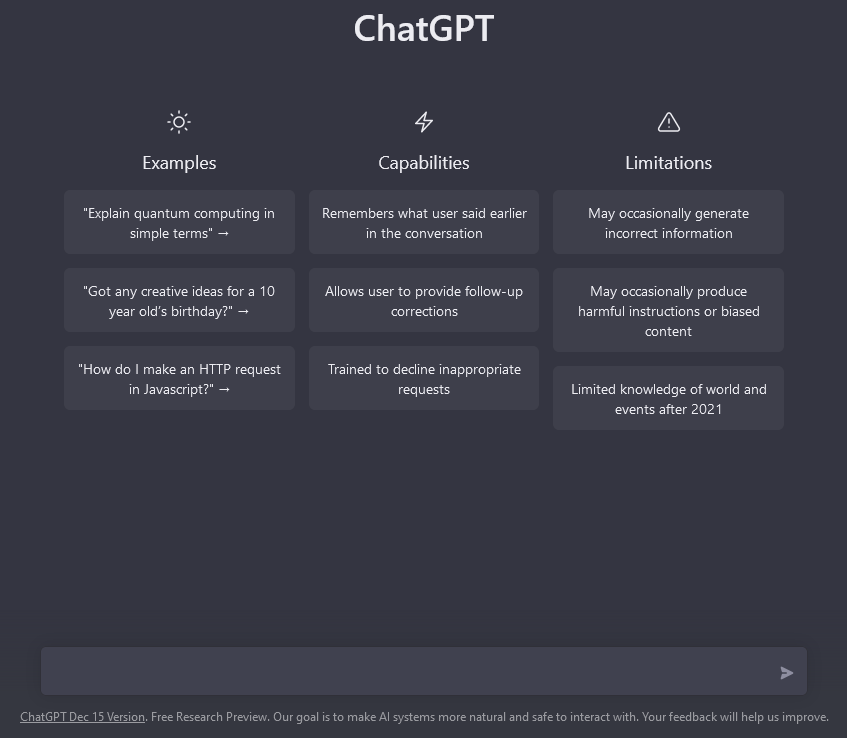 ChatGPT
Examples
"Explain quantum computing in
simple terms" →
"Got any creative ideas for a 10
year old's birthday?" →
"How do I make an HTTP request
in Javascript?" →
Capabilities
Remembers what user said earlier
in the conversation
Allows user to provide follow-up
corrections
Trained to decline inappropriate
requests
Limitations
May occasionally generate
incorrect information
May occasionally produce
harmful instructions or biased
content
Limited knowledge of world and
events after 2021
ChatGPT Dec 15 Version. Free Research Preview. Our goal is to make AI systems more natural and safe to interact with. Your feedback will help us improve.